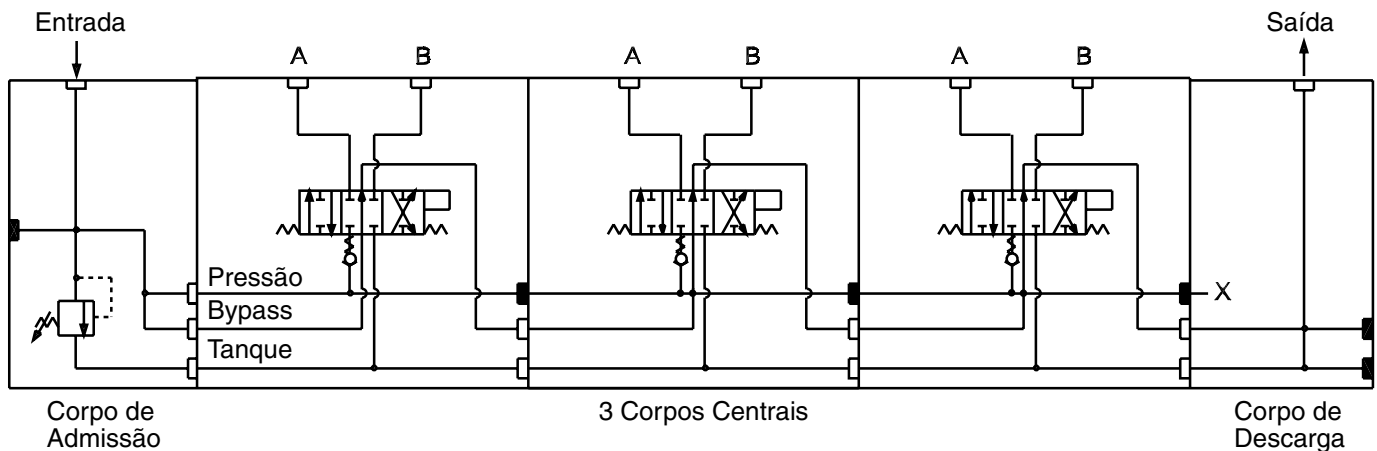 Entrada
Saída
A
B
A
B
A
B
Pressão
X
Bypass
Tanque
Corpo de
Admissão
3 Corpos Centrais
Corpo de
Descarga